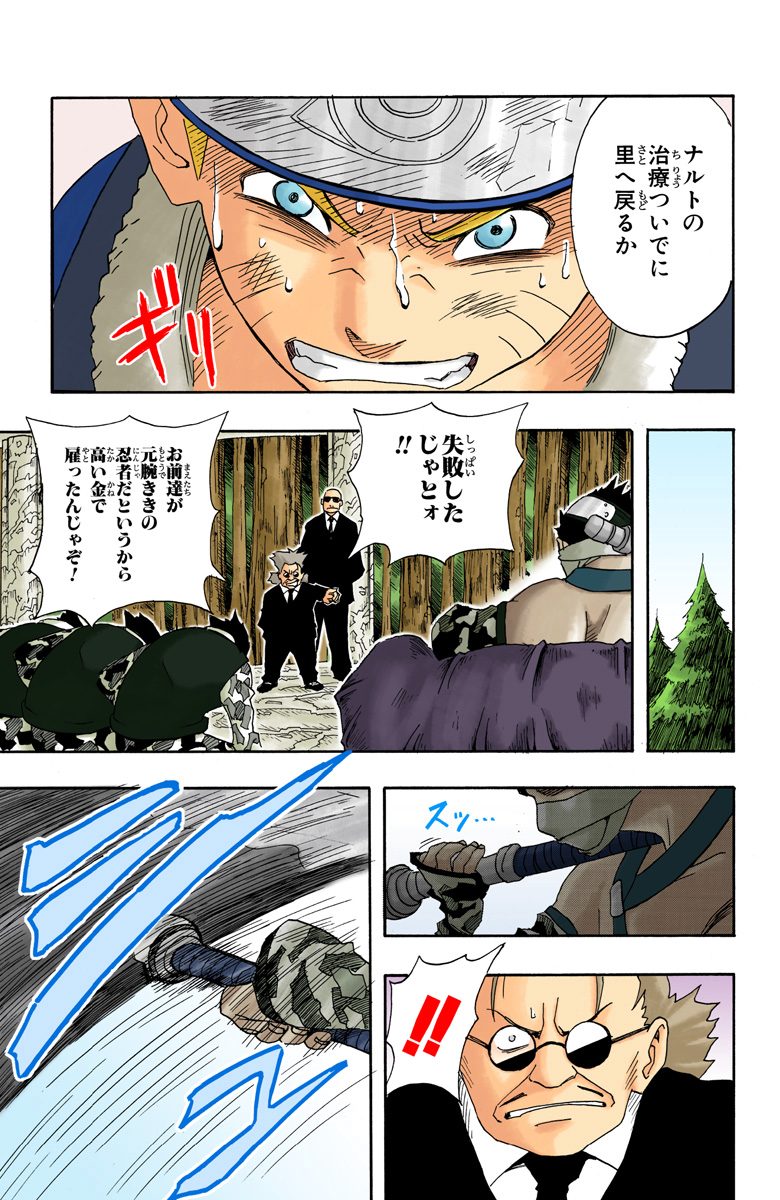 ナルトの
治療ついでに
里へ戻るか
ギリ
失敗した
じゃとォ
!!
お前達が
元腕ききの
忍者だというから
高い金で
雇ったんじゃぞ!
スッ…
!!
ブン